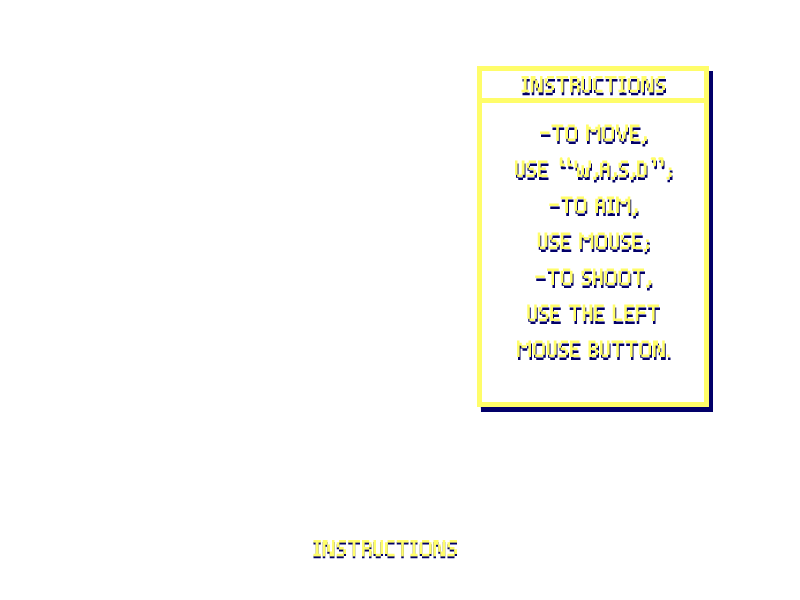 INSTRUCTIONS
-TO MOVE,
USE “W,A,S,D”;
-TO AIM,
USE MOUSE;
-TO SHOOT,
USE THE LEFT
MOUSE BUTTON.
INSTRUCTIONS